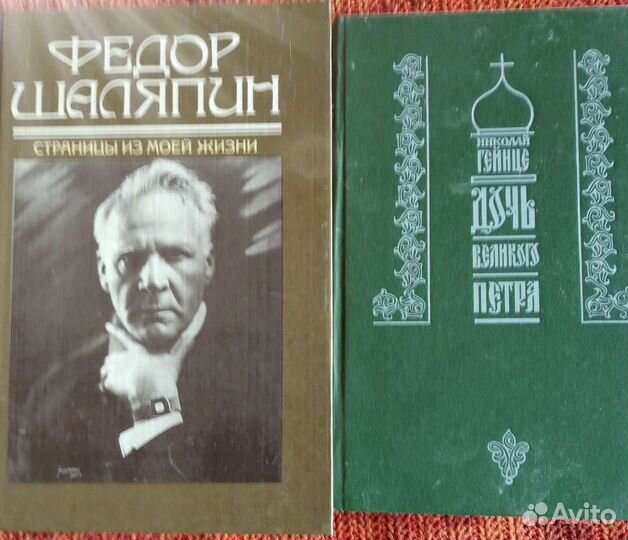 ФЕДОР
ШАЛЯПИН
СТРАНИЦЫ ИЗ МОЕЙ ЖИЗНИ
НИКОЛАЙ
ГЕЙНЦЕ
ДОЧЬ
ВЕЛИКОГО
ПЕТРА
Avito